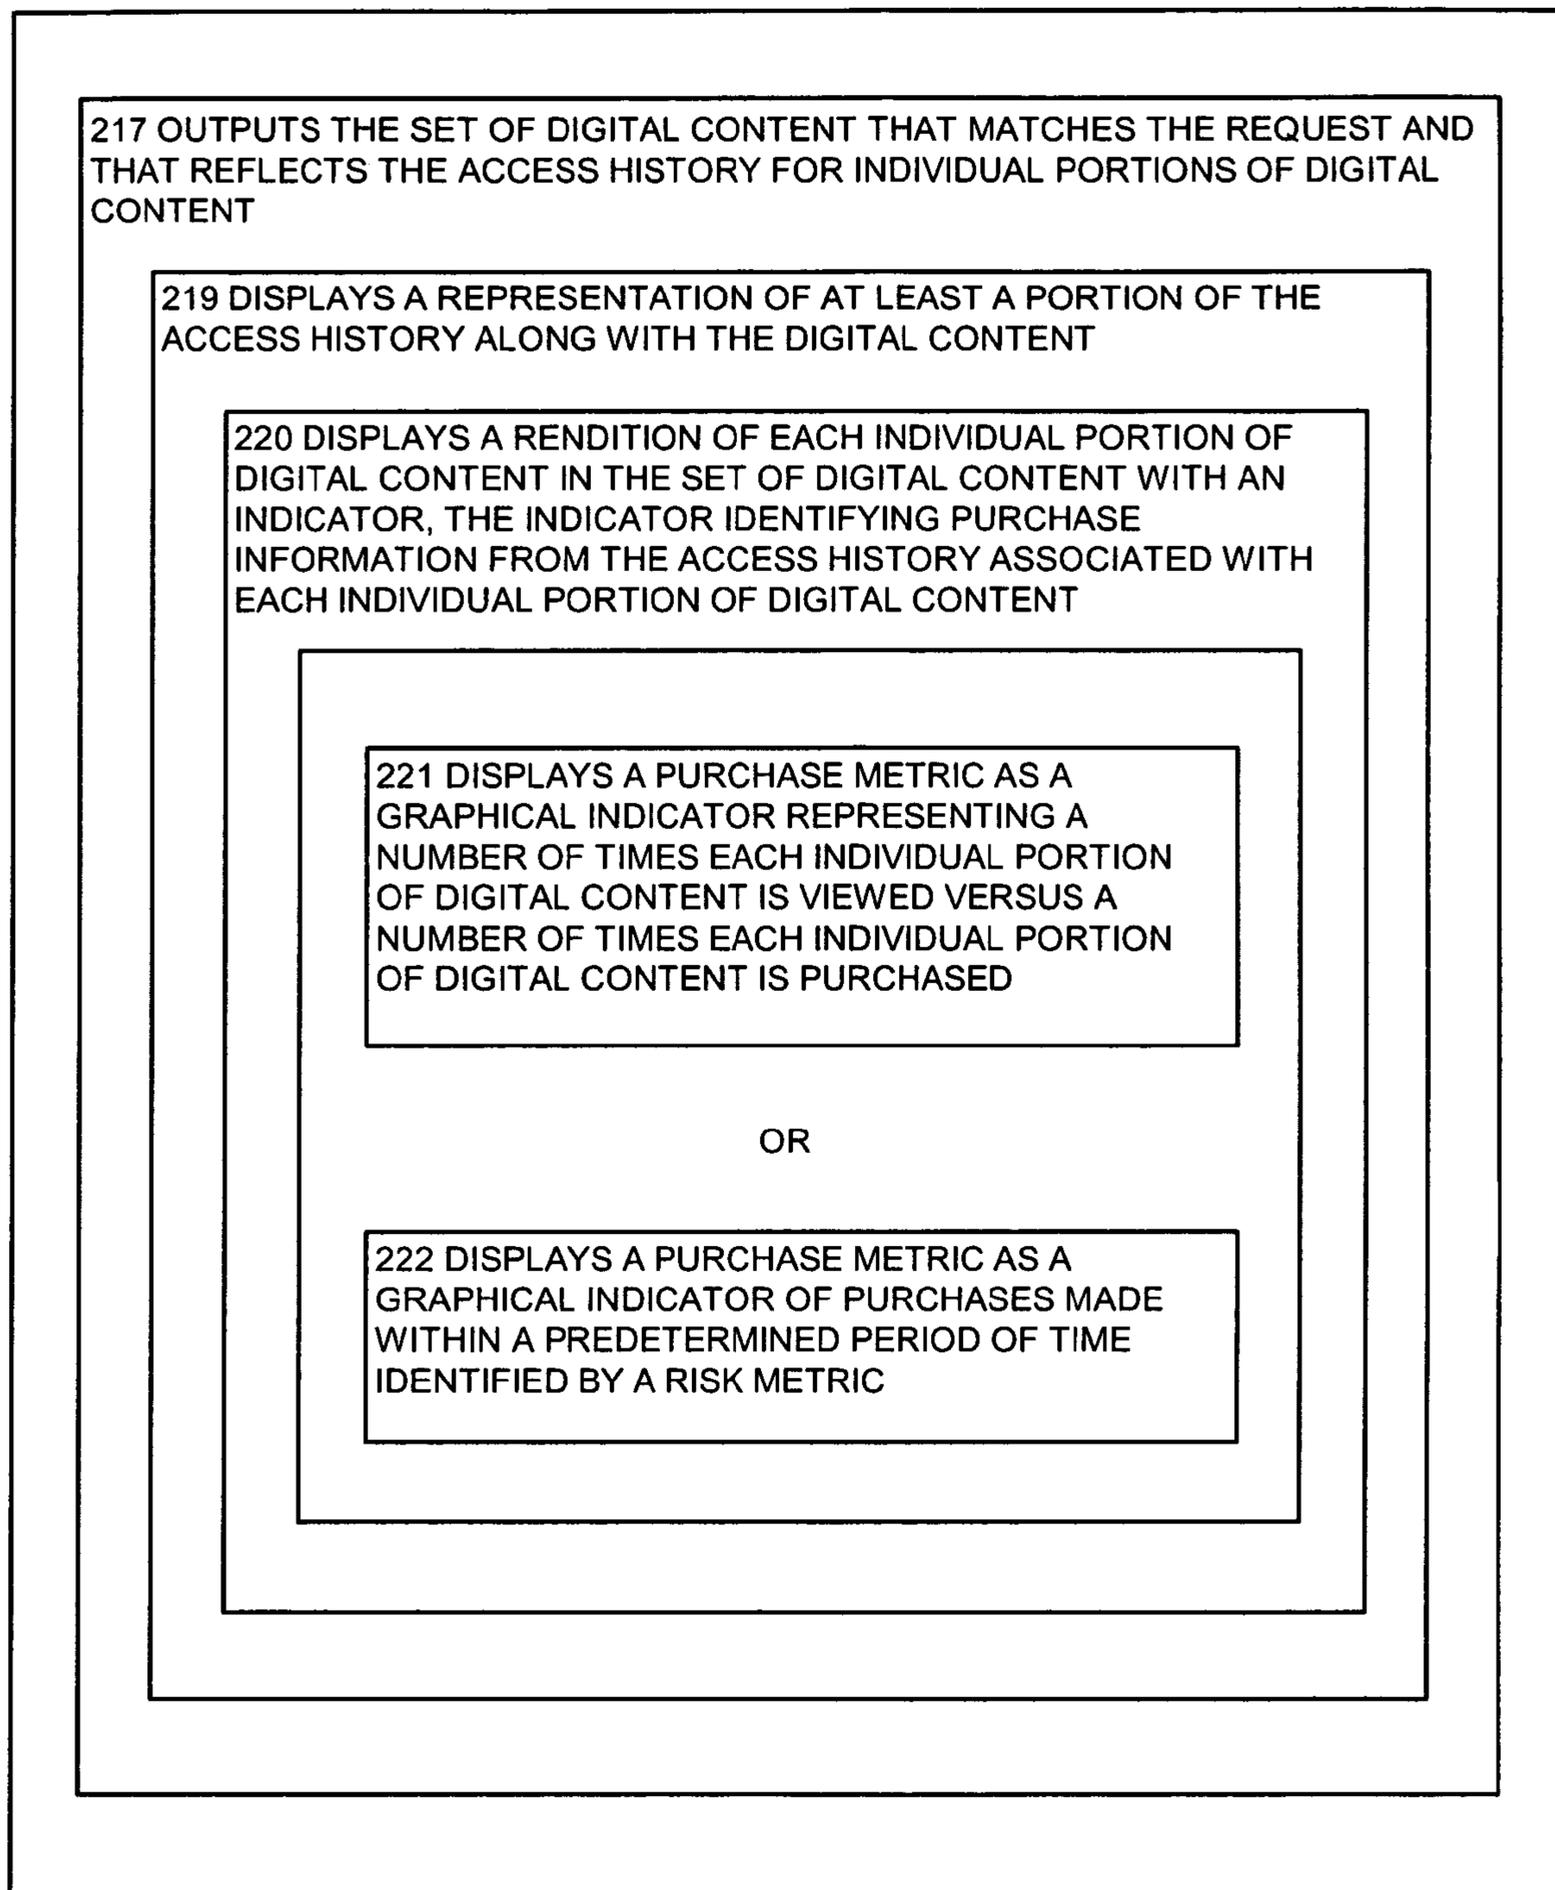 217 OUTPUTS THE SET OF DIGITAL CONTENT THAT MATCHES THE REQUEST AND
THAT REFLECTS THE ACCESS HISTORY FOR INDIVIDUAL PORTIONS OF DIGITAL
CONTENT
219 DISPLAYS A REPRESENTATION OF AT LEAST A PORTION OF THE
ACCESS HISTORY ALONG WITH THE DIGITAL CONTENT
220 DISPLAYS A RENDITION OF EACH INDIVIDUAL PORTION OF
DIGITAL CONTENT IN THE SET OF DIGITAL CONTENT WITH AN
INDICATOR, THE INDICATOR IDENTIFYING PURCHASE
INFORMATION FROM THE ACCESS HISTORY ASSOCIATED WITH
EACH INDIVIDUAL PORTION OF DIGITAL CONTENT
221 DISPLAYS A PURCHASE METRIC AS A
GRAPHICAL INDICATOR REPRESENTING A
NUMBER OF TIMES EACH INDIVIDUAL PORTION
OF DIGITAL CONTENT IS VIEWED VERSUS A
NUMBER OF TIMES EACH INDIVIDUAL PORTION
OF DIGITAL CONTENT IS PURCHASED
OR
222 DISPLAYS A PURCHASE METRIC AS A
GRAPHICAL INDICATOR OF PURCHASES MADE
WITHIN A PREDETERMINED PERIOD OF TIME
IDENTIFIED BY A RISK METRIC